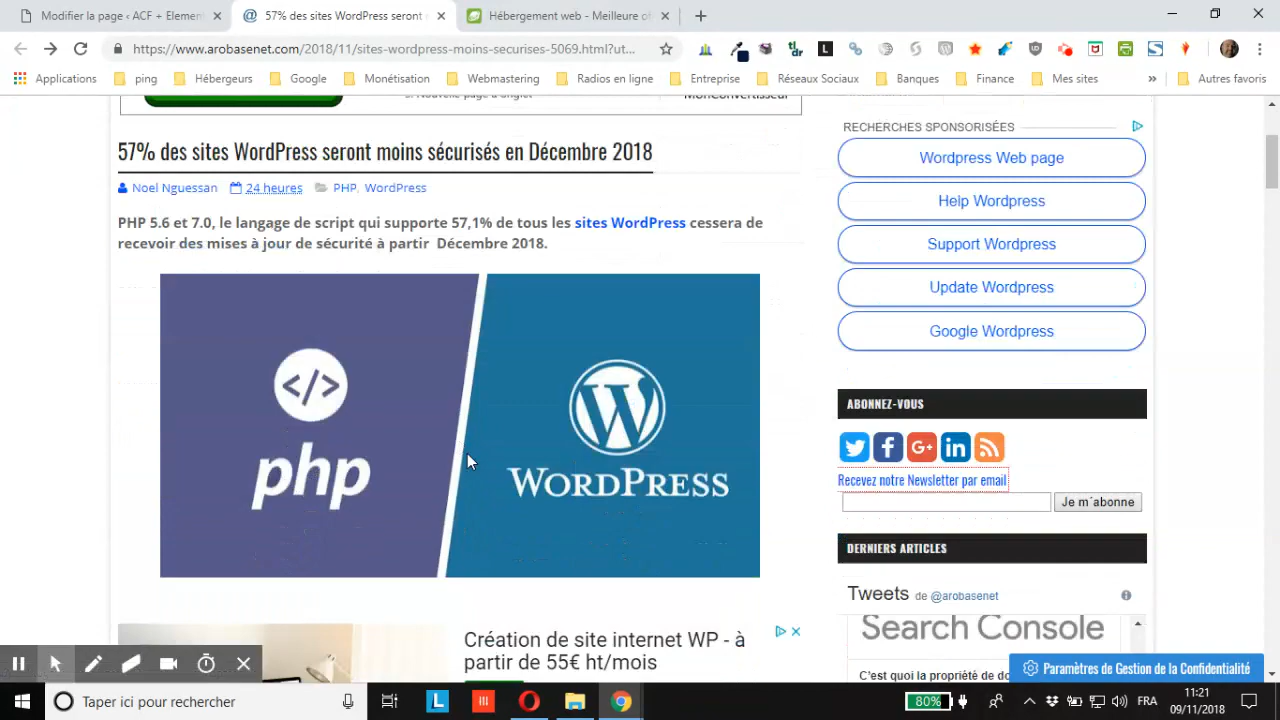 Modifier la page ‹ ACF + Elemen
57% des sites WordPress seront
Hébergement web - Meilleure o
https://www.arobasenet.com/2018/11/sites-wordpress-moins-securises-5069.html?ut...
Applications
ping
Hébergeurs
Google
Monétisation
Webmastering
Radios en ligne
Entreprise
Réseaux Sociaux
Banques
Finance
Mes sites
»
Autres favoris
MonConvertisseur
57% des sites WordPress seront moins sécurisés en Décembre 2018
Noel Nguessan 24 heures PHP, WordPress
PHP 5.6 et 7.0, le langage de script qui supporte 57,1% de tous les sites WordPress cessera de
recevoir des mises à jour de sécurité à partir Décembre 2018.
php
WORDPRESS
Création de site internet WP - à
partir de 55€ ht/mois
RECHERCHES SPONSORISÉES
Wordpress Web page
Help Wordpress
Support Wordpress
Update Wordpress
Google Wordpress
ABONNEZ-VOUS
Recevez notre Newsletter par email
Je m´abonne
DERNIERS ARTICLES
Tweets de @arobasenet
Search Console
C'est quoi la propriété de do
Paramètres de Gestion de la Confidentialité
Taper ici pour rechercher
80%
FRA
11:21
09/11/2018